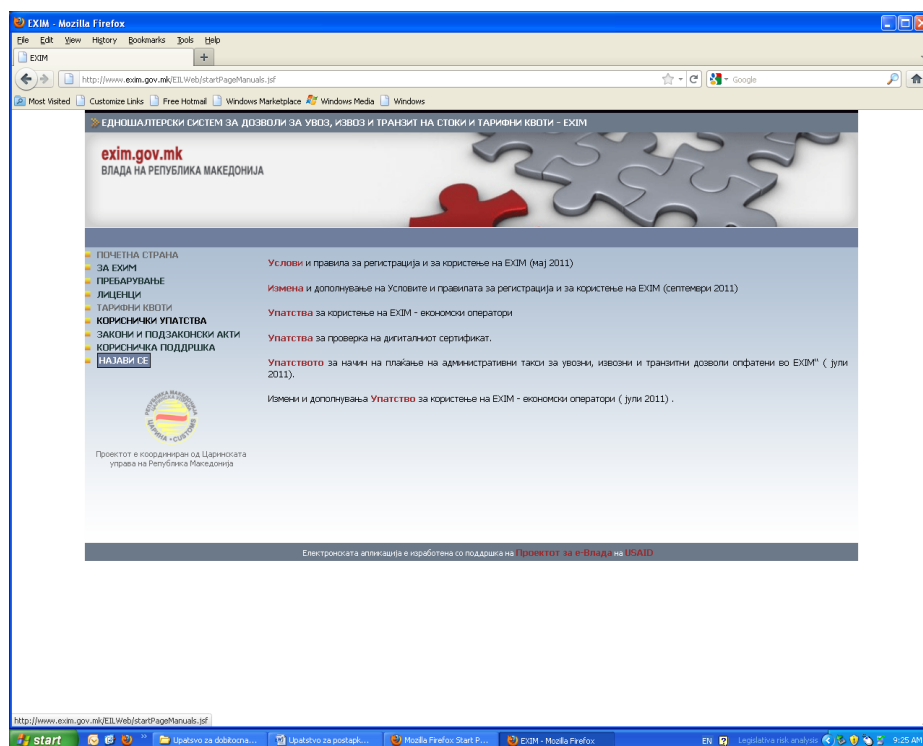 EXIM - Mozilla Firefox
File Edit View History Bookmarks Tools Help
EXIM
http://www.exim.gov.mk/EILWeb/startPageManuals.jsf
Google
Most Visited Customize Links Free Hotmail Windows Marketplace Windows Media Windows
ЕДНОШАЛТЕРСКИ СИСТЕМ ЗА ДОЗВОЛИ ЗА УВОЗ, ИЗВОЗ И ТРАНЗИТ НА СТОКИ И ТАРИФНИ КВОТИ - EXIM
exim.gov.mk
ВЛАДА НА РЕПУБЛИКА МАКЕДОНИЈА
ПОЧЕТНА СТРАНА
ЗА ЕХИМ
ПРЕБАРУВАЊЕ
ЛИЦЕНЦИ
ТАРИФНИ КВОТИ
КОРИСНИЧКИ УПАТСТВА
ЗАКОНИ И ПОДЗАКОНСКИ АКТИ
КОРИСНИЧКА ПОДДРШКА
НАЈАВИ СЕ
ЦАРИНА • CUSTOMS
Проектот е координиран од Царинската
управа на Република Македонија
Услови и правила за регистрација и за користење на EXIM (мај 2011)
Измена и дополнување на Условите и правилата за регистрација и за користење на EXIM (септември 2011)
Упатства за користење на EXIM - економски оператори
Упатства за проверка на дигиталниот сертификат.
Упатството за начин на плаќање на административни такси за увозни, извозни и транзитни дозволи опфатени во EXIM" ( јули
2011).
Измени и дополнувања Упатство за користење на EXIM - економски оператори ( јули 2011) .
Електронската апликација е изработена со поддршка на Проектот за е-Влада на USAID
http://www.exim.gov.mk/EILWeb/startPageManuals.jsf
start
Upatsvo za dobitocna...
Upatstvo za postapk...
Mozilla Firefox Start P...
EXIM - Mozilla Firefox
EN
Legislativa risk analysis
9:25 AM